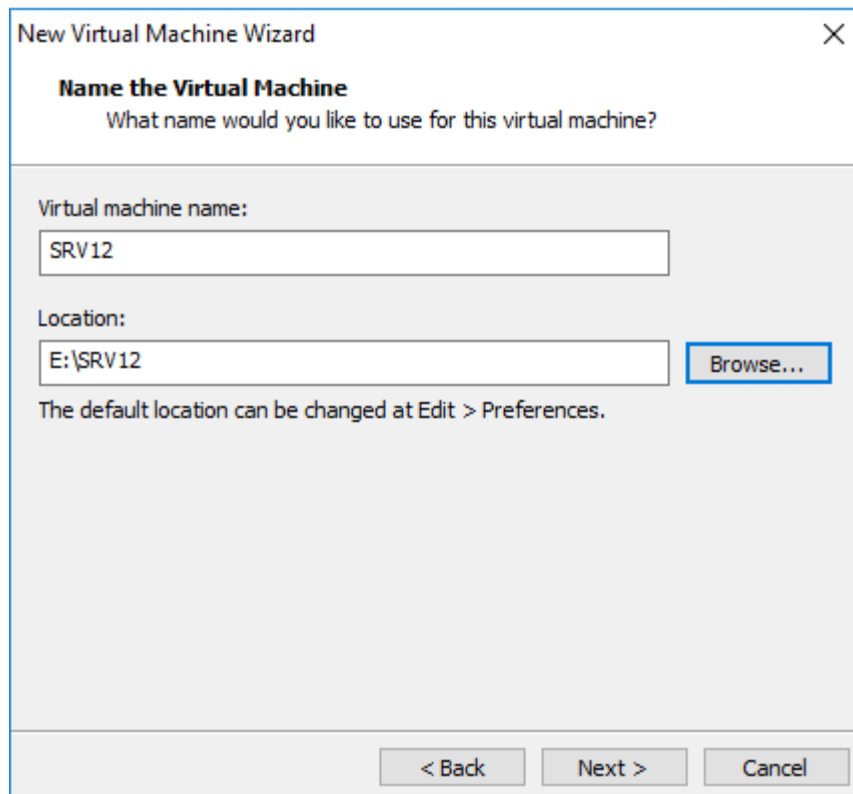 New Virtual Machine Wizard
Name the Virtual Machine
What name would you like to use for this virtual machine?
Virtual machine name:
SRV12
Location:
E:\SRV12
Browse...
The default location can be changed at Edit > Preferences.
< Back
Next >
Cancel